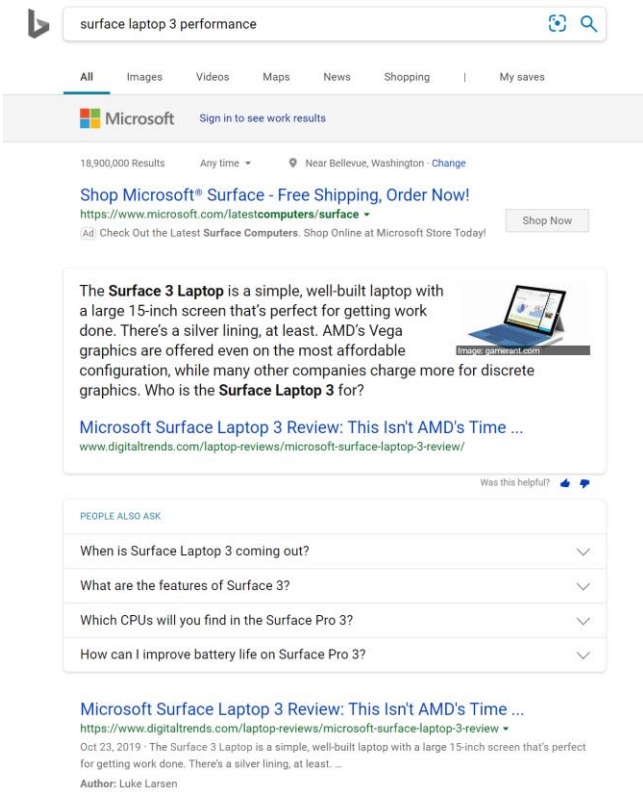 surface laptop 3 performance
All Images Videos Maps News Shopping | My saves
Microsoft Sign in to see work results
18,900,000 Results Any time Near Bellevue, Washington · Change
Shop Microsoft® Surface - Free Shipping, Order Now!
https://www.microsoft.com/latestcomputers/surface
Shop Now
Ad Check Out the Latest Surface Computers. Shop Online at Microsoft Store Today!
The Surface 3 Laptop is a simple, well-built laptop with
a large 15-inch screen that's perfect for getting work
done. There's a silver lining, at least. AMD's Vega
graphics are offered even on the most affordable
Image: gamerant.com
configuration, while many other companies charge more for discrete
graphics. Who is the Surface Laptop 3 for?
Microsoft Surface Laptop 3 Review: This Isn't AMD's Time ...
www.digitaltrends.com/laptop-reviews/microsoft-surface-laptop-3-review/
Was this helpful?
PEOPLE ALSO ASK
When is Surface Laptop 3 coming out?
What are the features of Surface 3?
Which CPUs will you find in the Surface Pro 3?
How can I improve battery life on Surface Pro 3?
Microsoft Surface Laptop 3 Review: This Isn't AMD's Time ...
https://www.digitaltrends.com/laptop-reviews/microsoft-surface-laptop-3-review
Oct 23, 2019 · The Surface 3 Laptop is a simple, well-built laptop with a large 15-inch screen that's perfect
for getting work done. There's a silver lining, at least. ...
Author: Luke Larsen